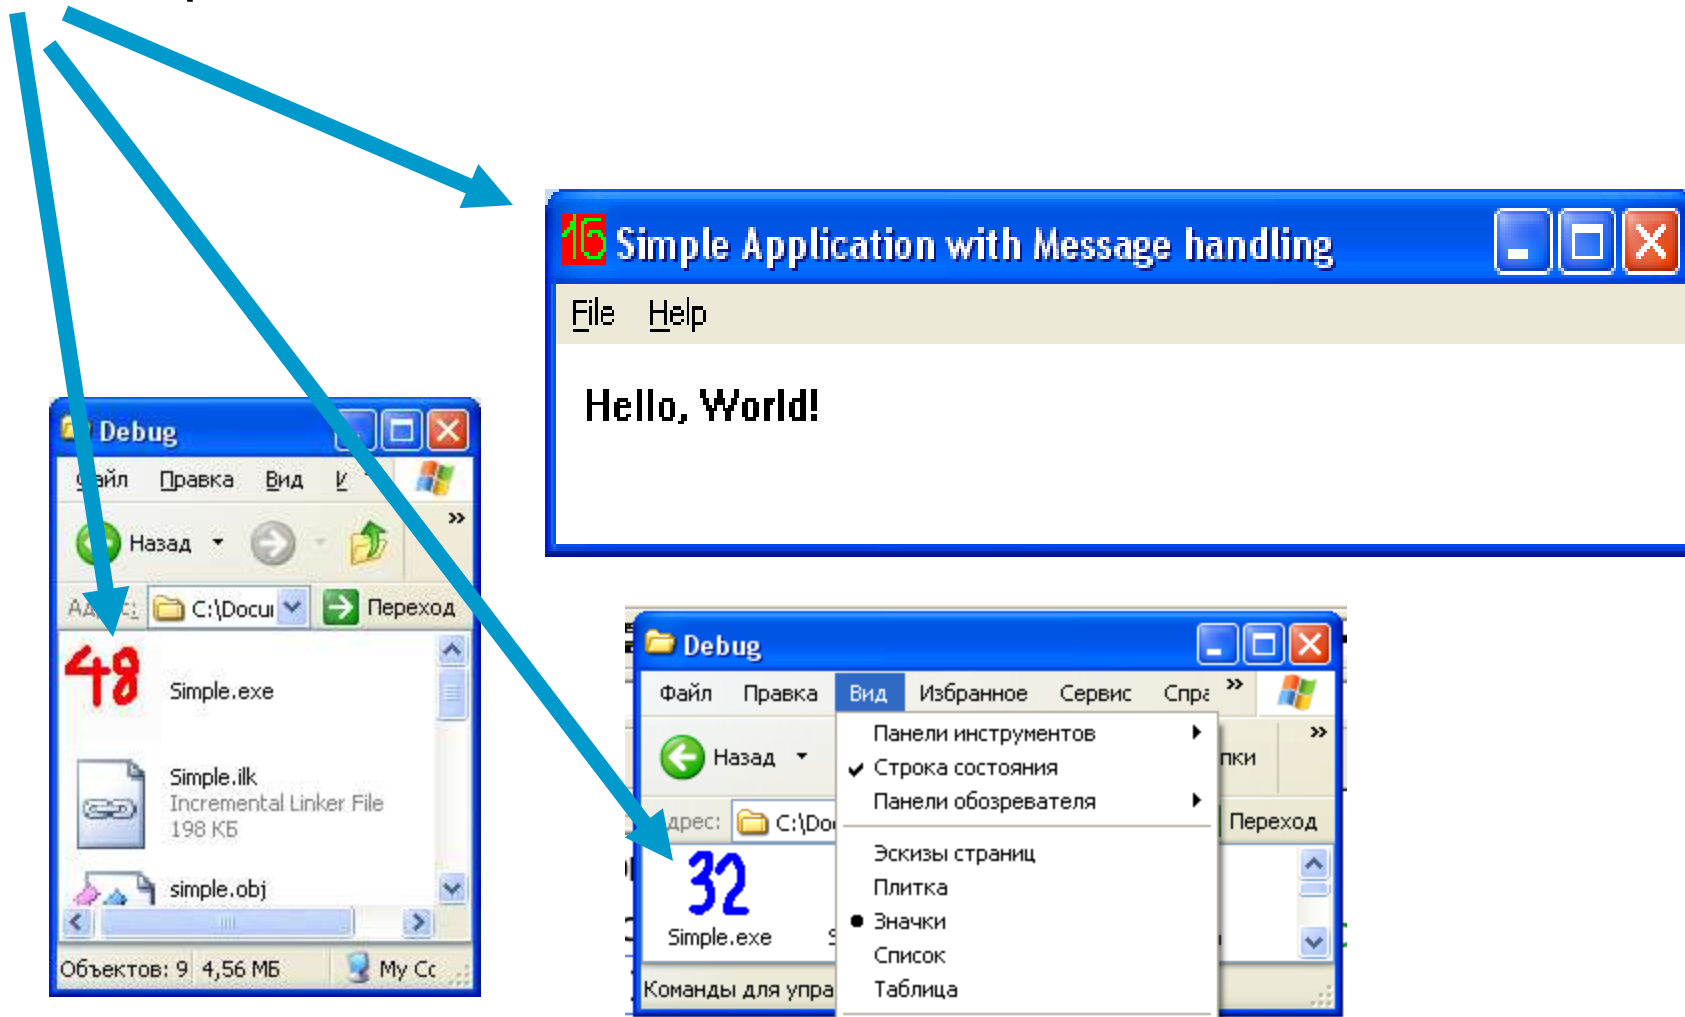 16 Simple Application with Message handling
File Help
Hello, World!
Debug
Правка Вид
Назад
C:\Docu Переход
48
Simple.exe
Simple.ilk
Incremental Linker File
198 КБ
simple.obj
Объектов: 9 4,56 МБ My Cc
Debug
Файл Правка Вид Избранное Сервис Спра »
Назад
Панели инструментов
Строка состояния
Панели обозревателя
C:\Do Переход
Эскизы страниц
Плитка
Значки
Список
Таблица
32
Simple.exe
Команды для упра